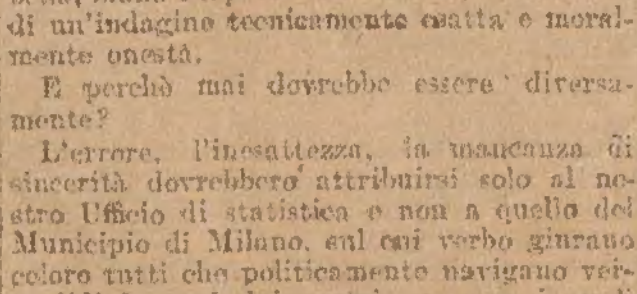 di un'indagine tecnicamente esatta e moral-
mente onestà.
E perchè mai dovrebbe essere diversa-
mente?
L'errore, l'inesattezza, la mancanza di
sincerità dovrebbero attribuirsi solo al no-
stro Ufficio di statistica e non a quello del
Municipio di Milano, sul cui verbo giurano
coloro tutti che politicamente navigano ver-